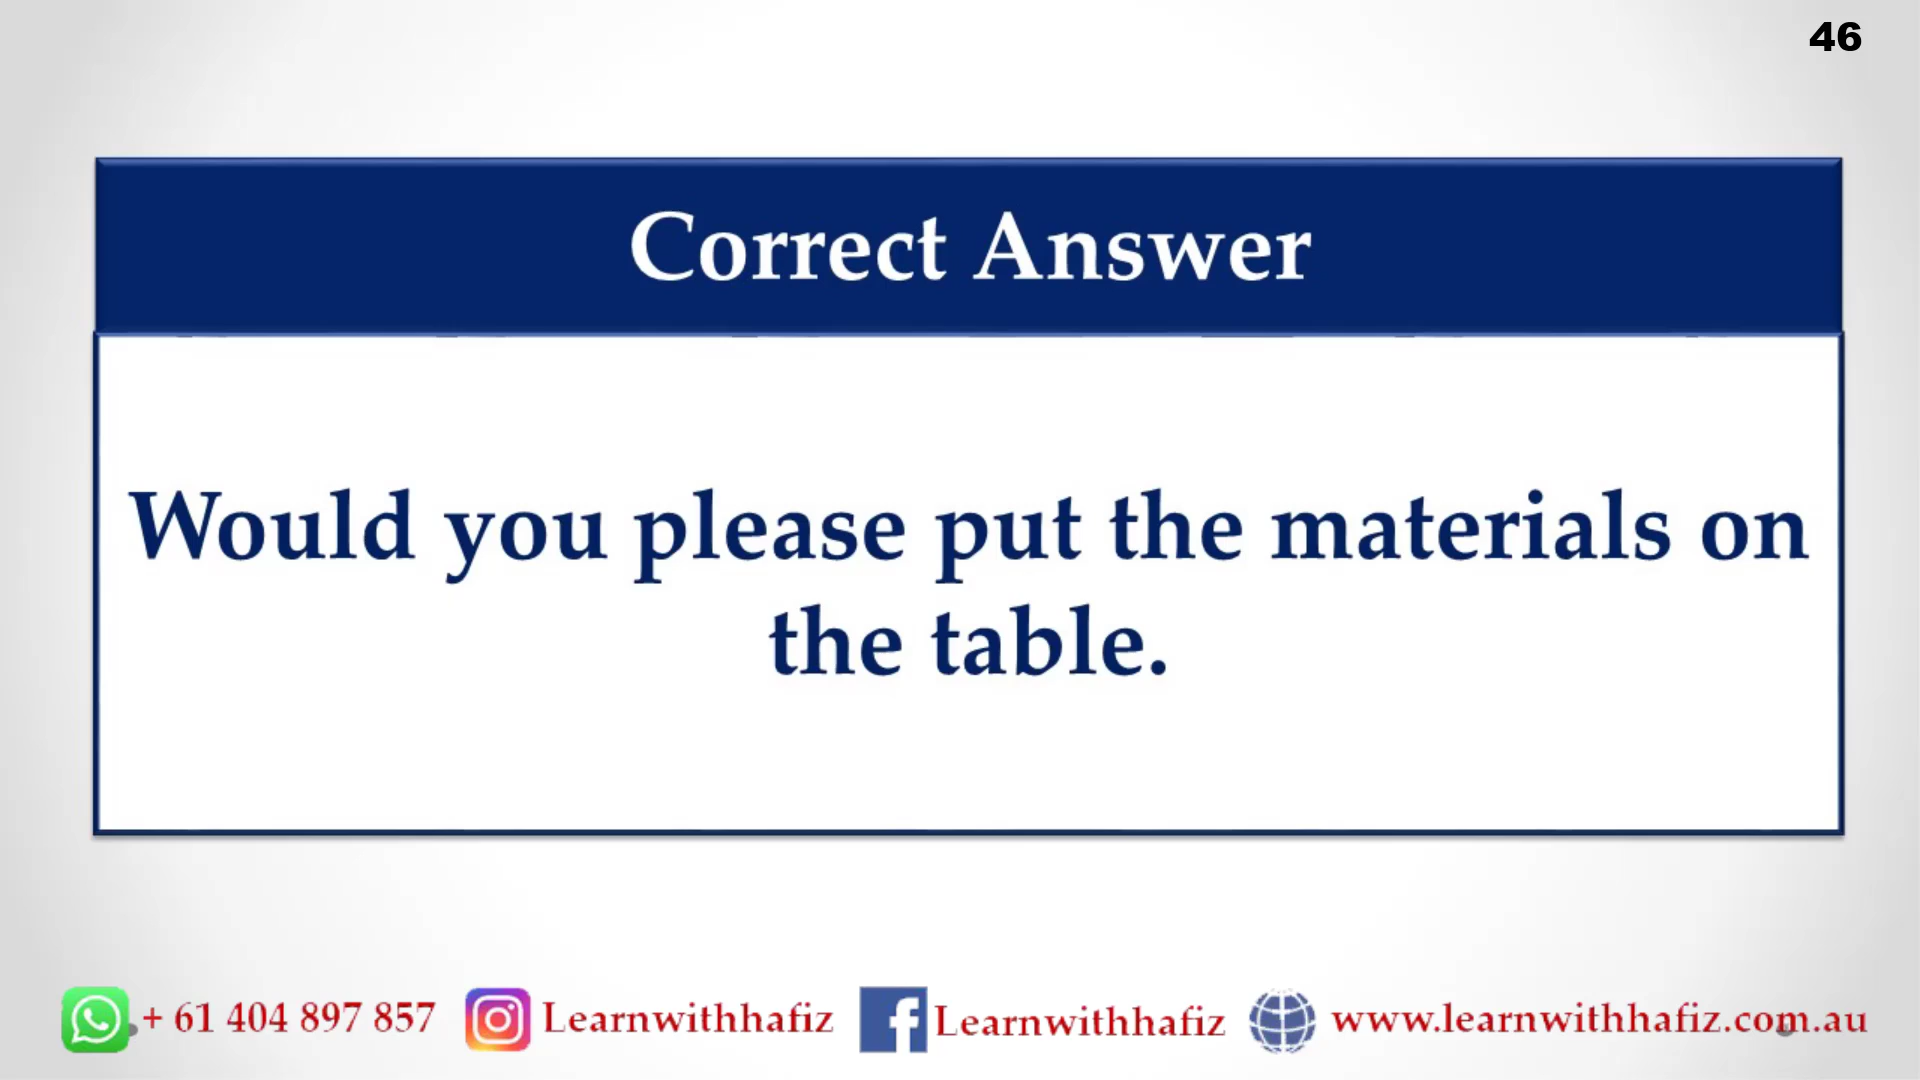 46
Correct Answer
Would you please put the materials on
the table.
+ 61 404 897 857 Learnwithhafiz Learnwithhafiz www.learnwithhafiz.com.au